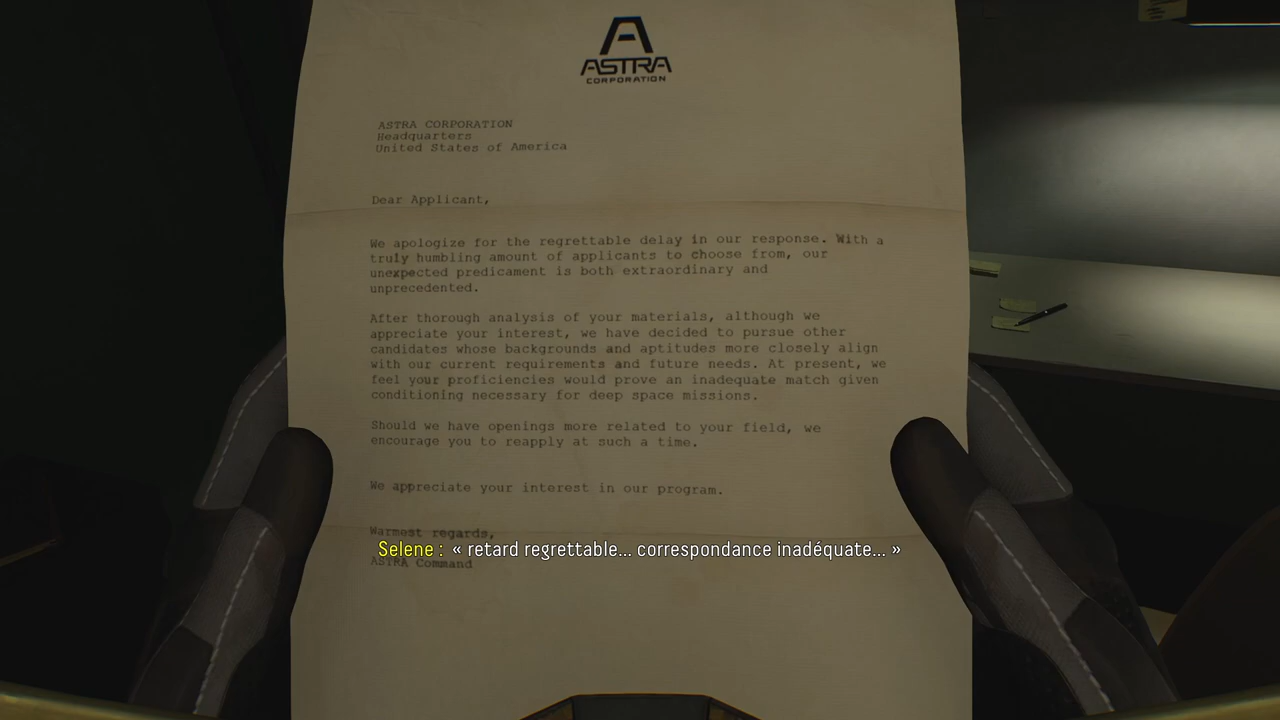 ASTRA
CORPORATION
ASTRA CORPORATION
Headquarters
United States of America
Dear Applicant,
We apologize for the regrettable delay in our response. With a
truly humbling amount of applicants to choose from, our
unexpected predicament is both extraordinary and
unprecedented.
After thorough analysis of your materials, although we
appreciate your interest, we have decided to pursue other
candidates whose backgrounds and aptitudes more closely align
with our current requirements and future needs. At present, we
feel your proficiencies would prove an inadequate match given
conditioning necessary for deep space missions.
Should we have openings more related to your field, we
encourage you to reapply at such a time.
We appreciate your interest in our program.
Warmest regards,
Selene : « retard regrettable... correspondance inadéquate... »
ASTRA Command